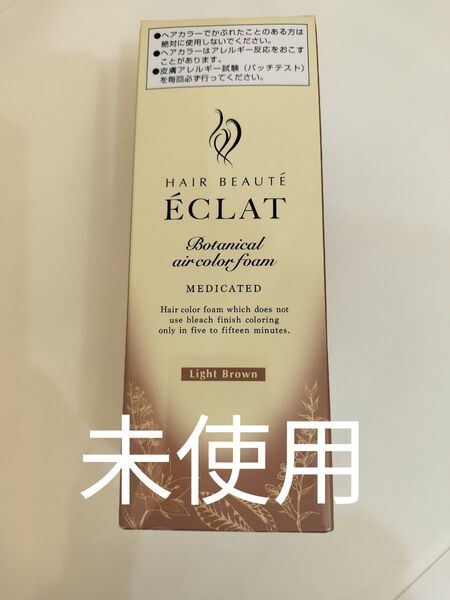 ●ヘアカラーでかぶれたことのある方は
絶対に使用しないでください。
●ヘアカラーはアレルギー反応をおこす
ことがあります。
●皮膚アレルギー試験（パッチテスト）
を毎回必ず行ってください。
HAIR BEAUTÉ
ÉCLAT
Botanical
air color foam
MEDICATED
Hair color foam which does not
use bleach finish coloring
only in five to fifteen minutes.
Light Brown
未使用